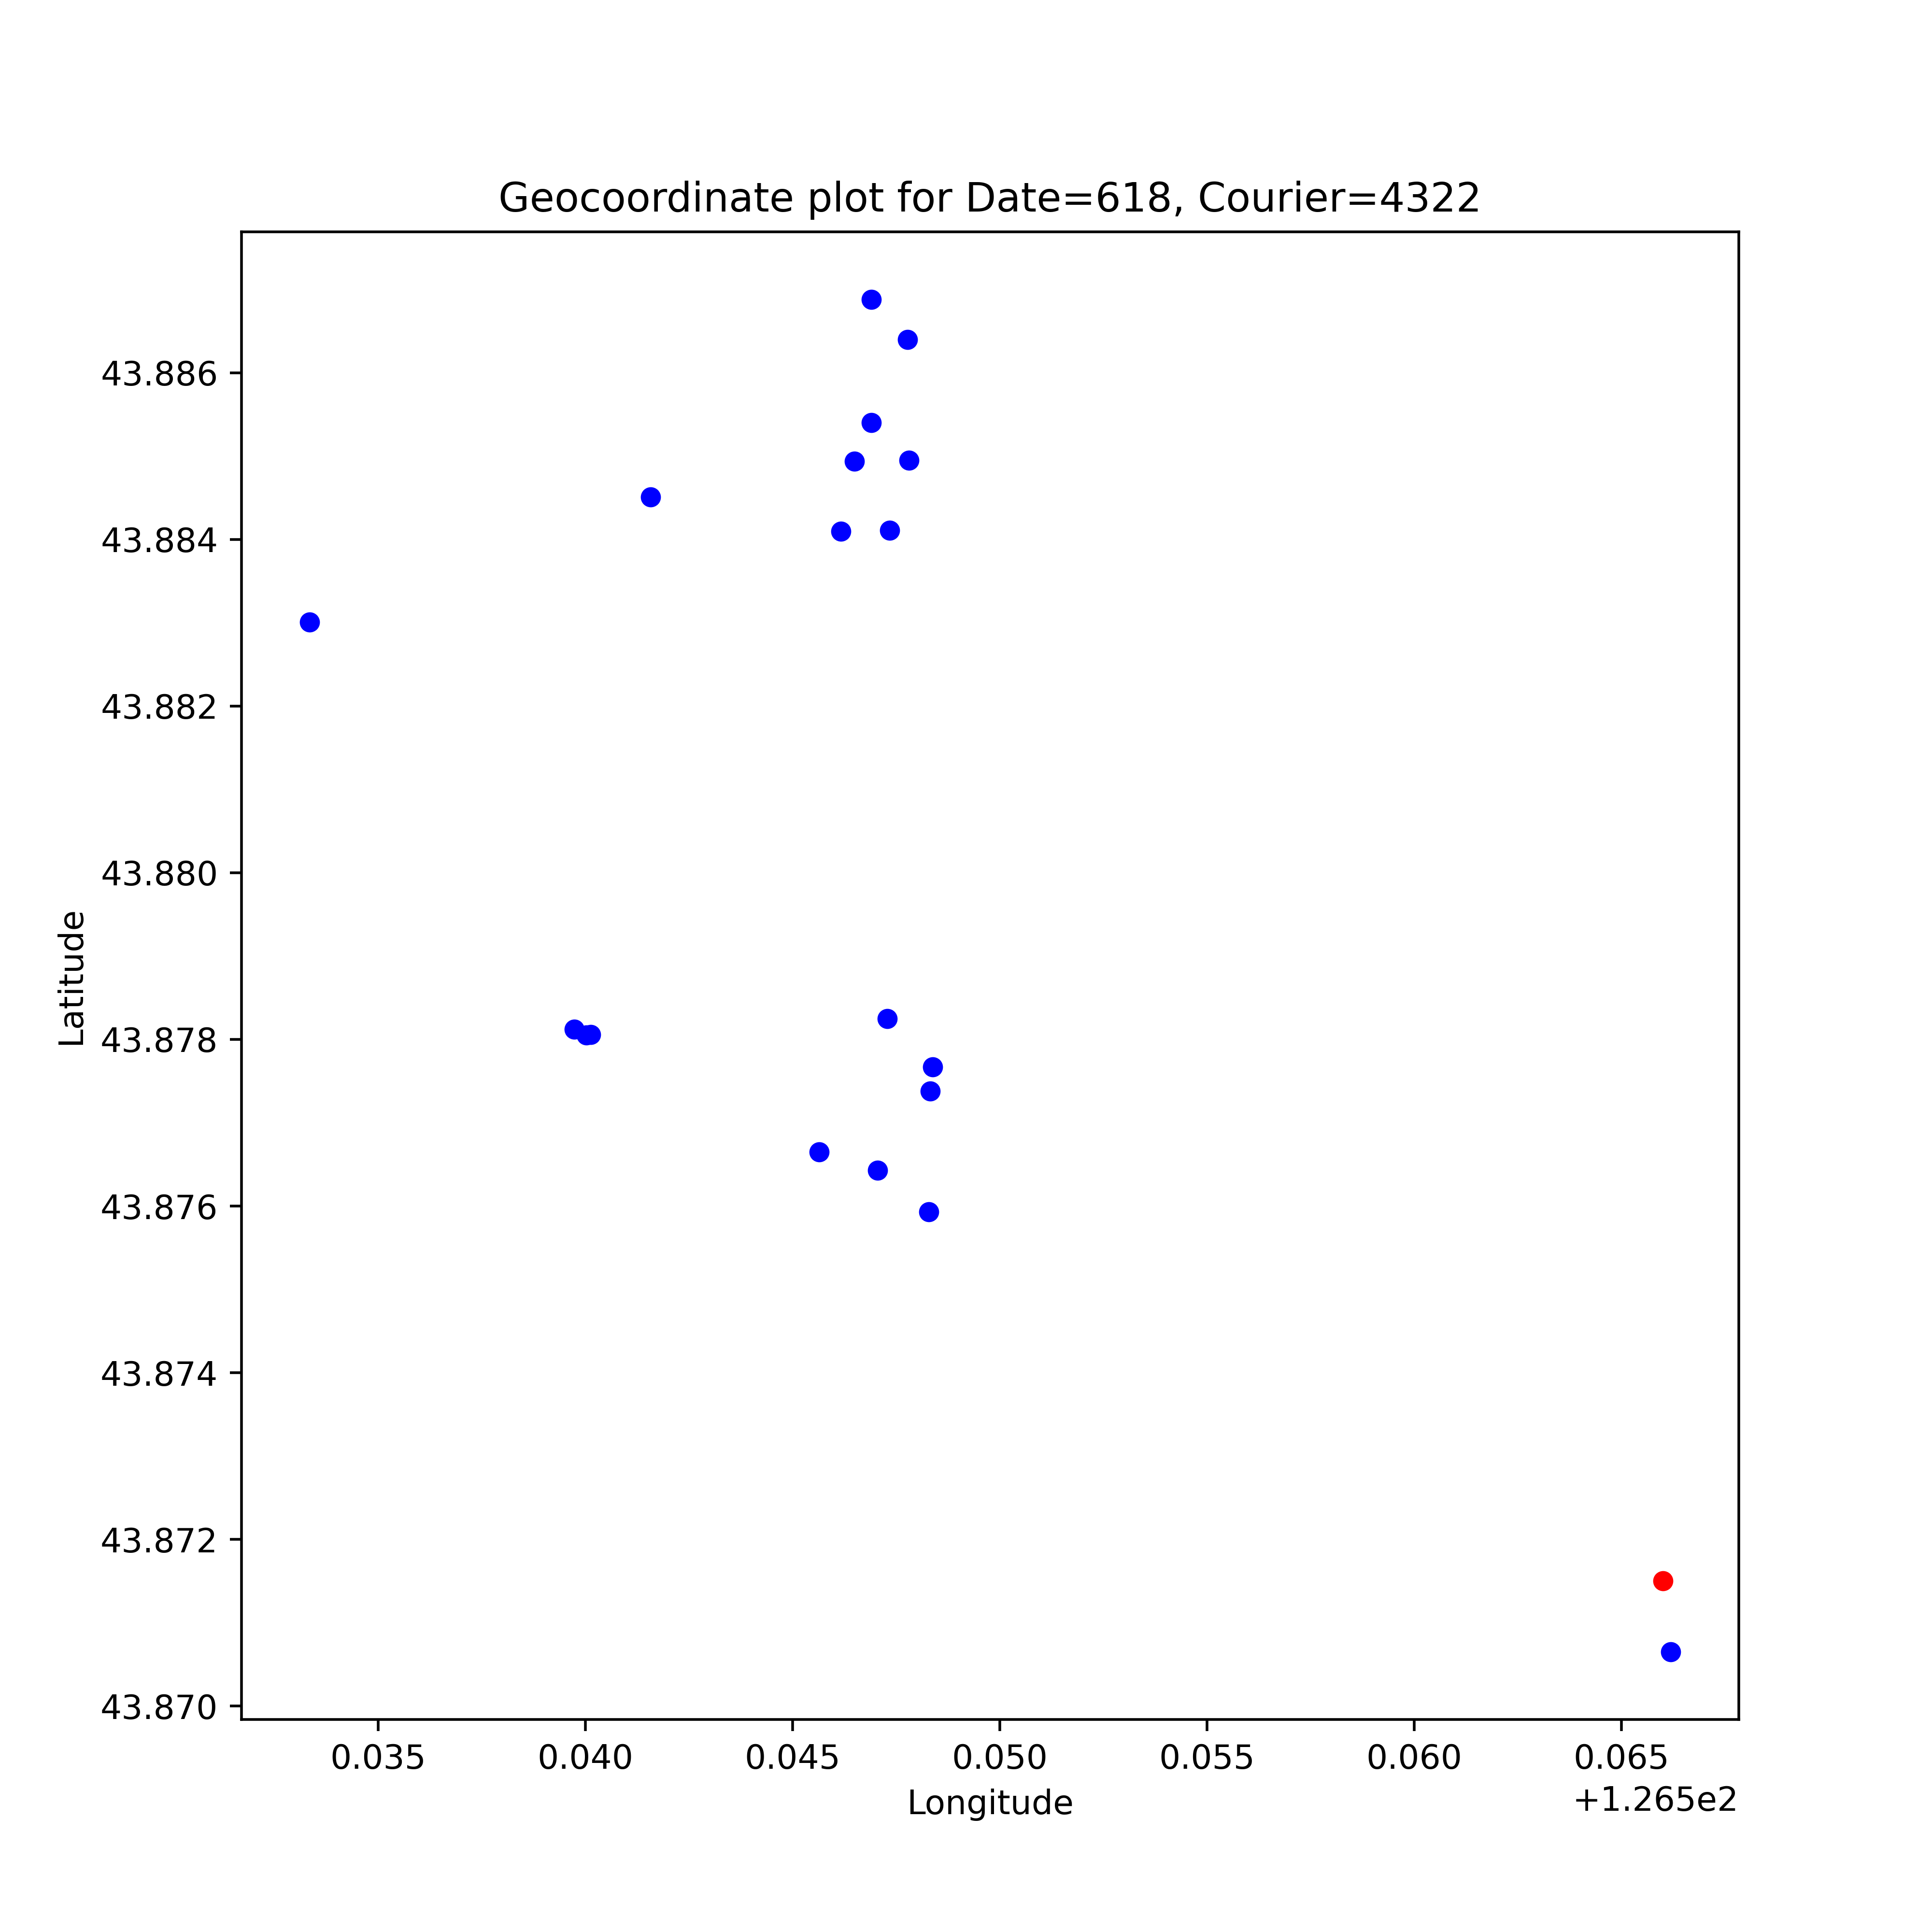 Geocoordinate plot for Date=618, Courier=4322
43.886
43.884
43.882
43.880
43.878
43.876
43.874
43.872
43.870
Latitude
0.035 0.040 0.045 0.050 0.055 0.060 0.065
+1.265e2
Longitude